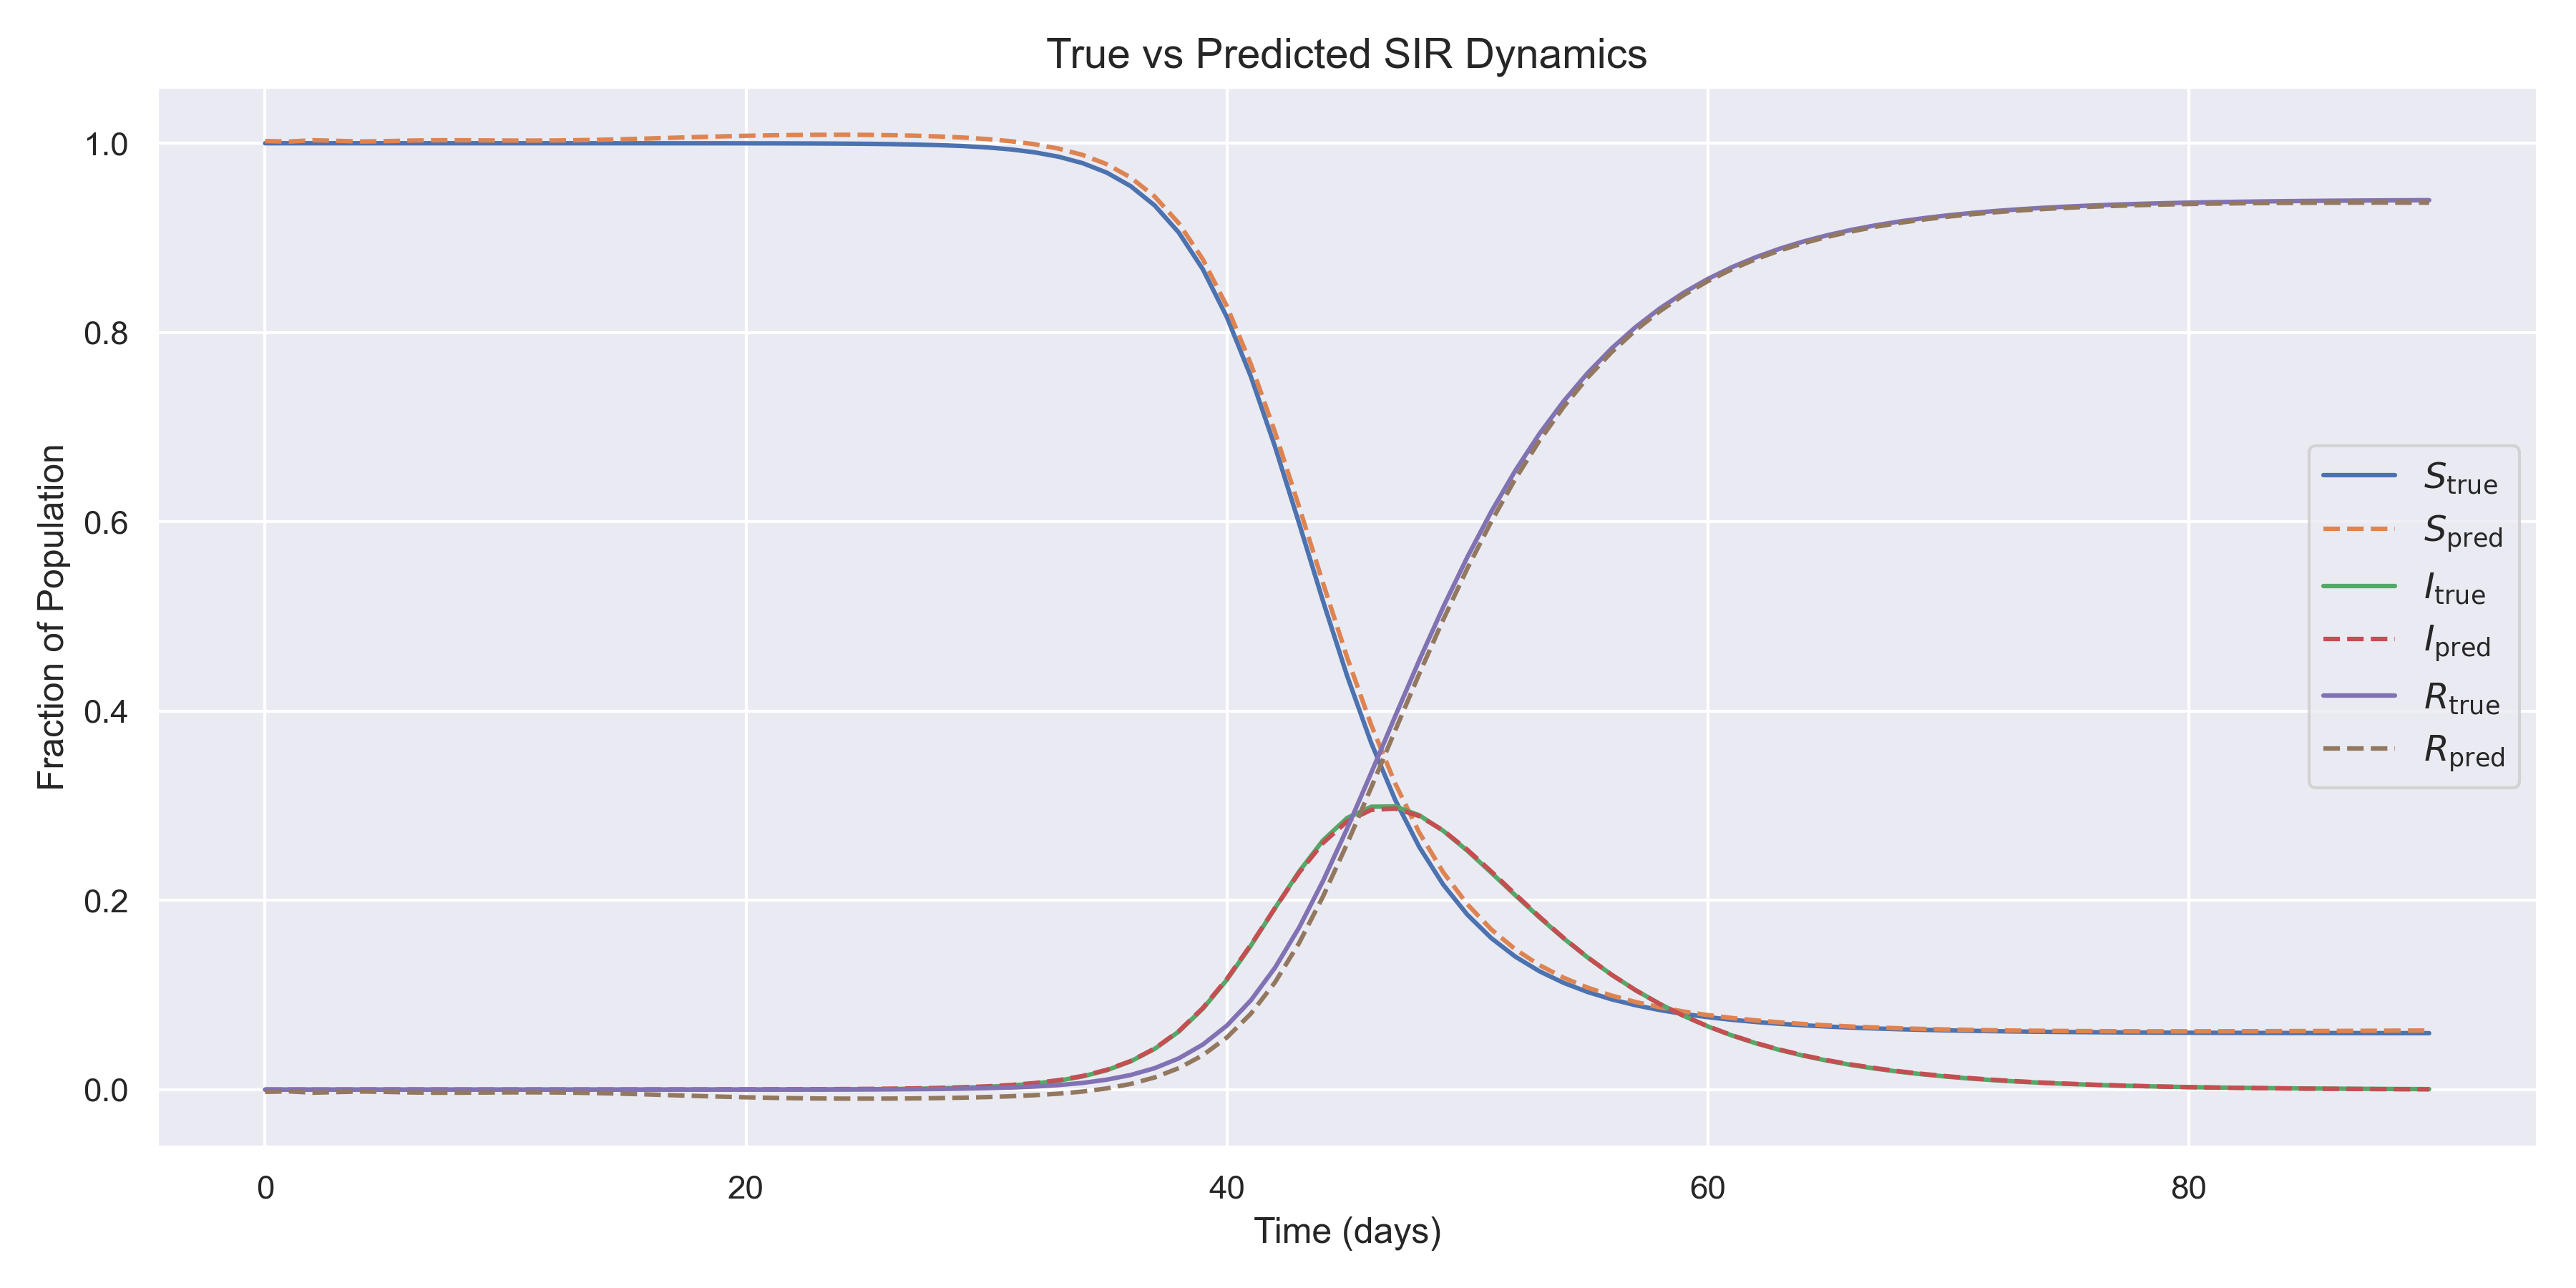 True vs Predicted SIR Dynamics
Fraction of Population
1.0
0.8
0.6
0.4
0.2
0.0
S_true
S_pred
I_true
I_pred
R_true
R_pred
0 20 40 60 80
Time (days)